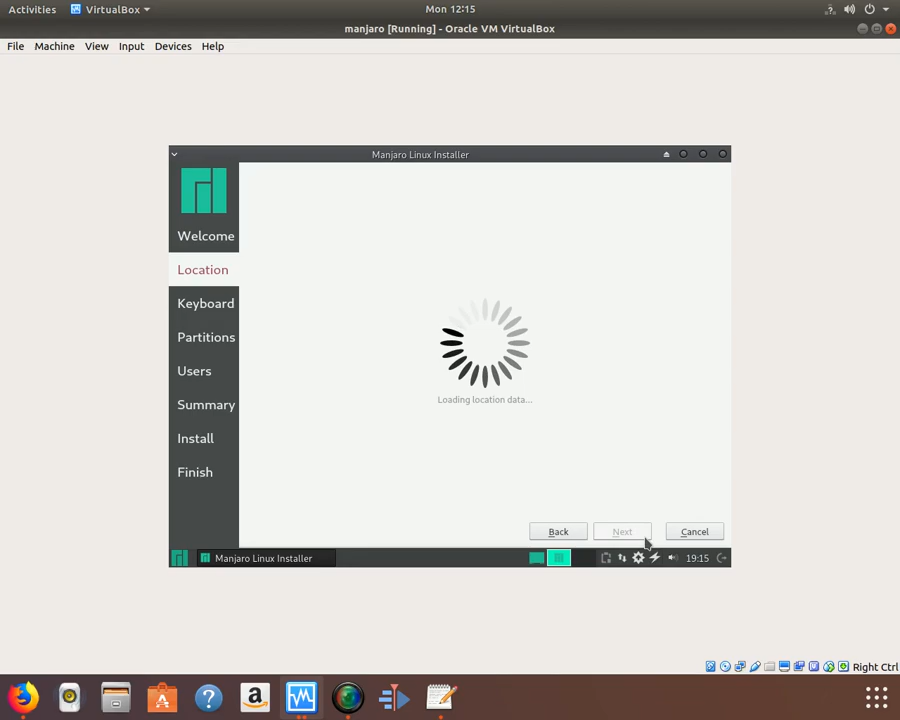 Activities VirtualBox Mon 12:15
manjaro [Running] - Oracle VM VirtualBox
File Machine View Input Devices Help
Manjaro Linux Installer
Welcome
Location
Keyboard
Partitions
Users
Summary
Install
Finish
Loading location data...
Back Next Cancel
Manjaro Linux Installer 19:15
Right Ctrl